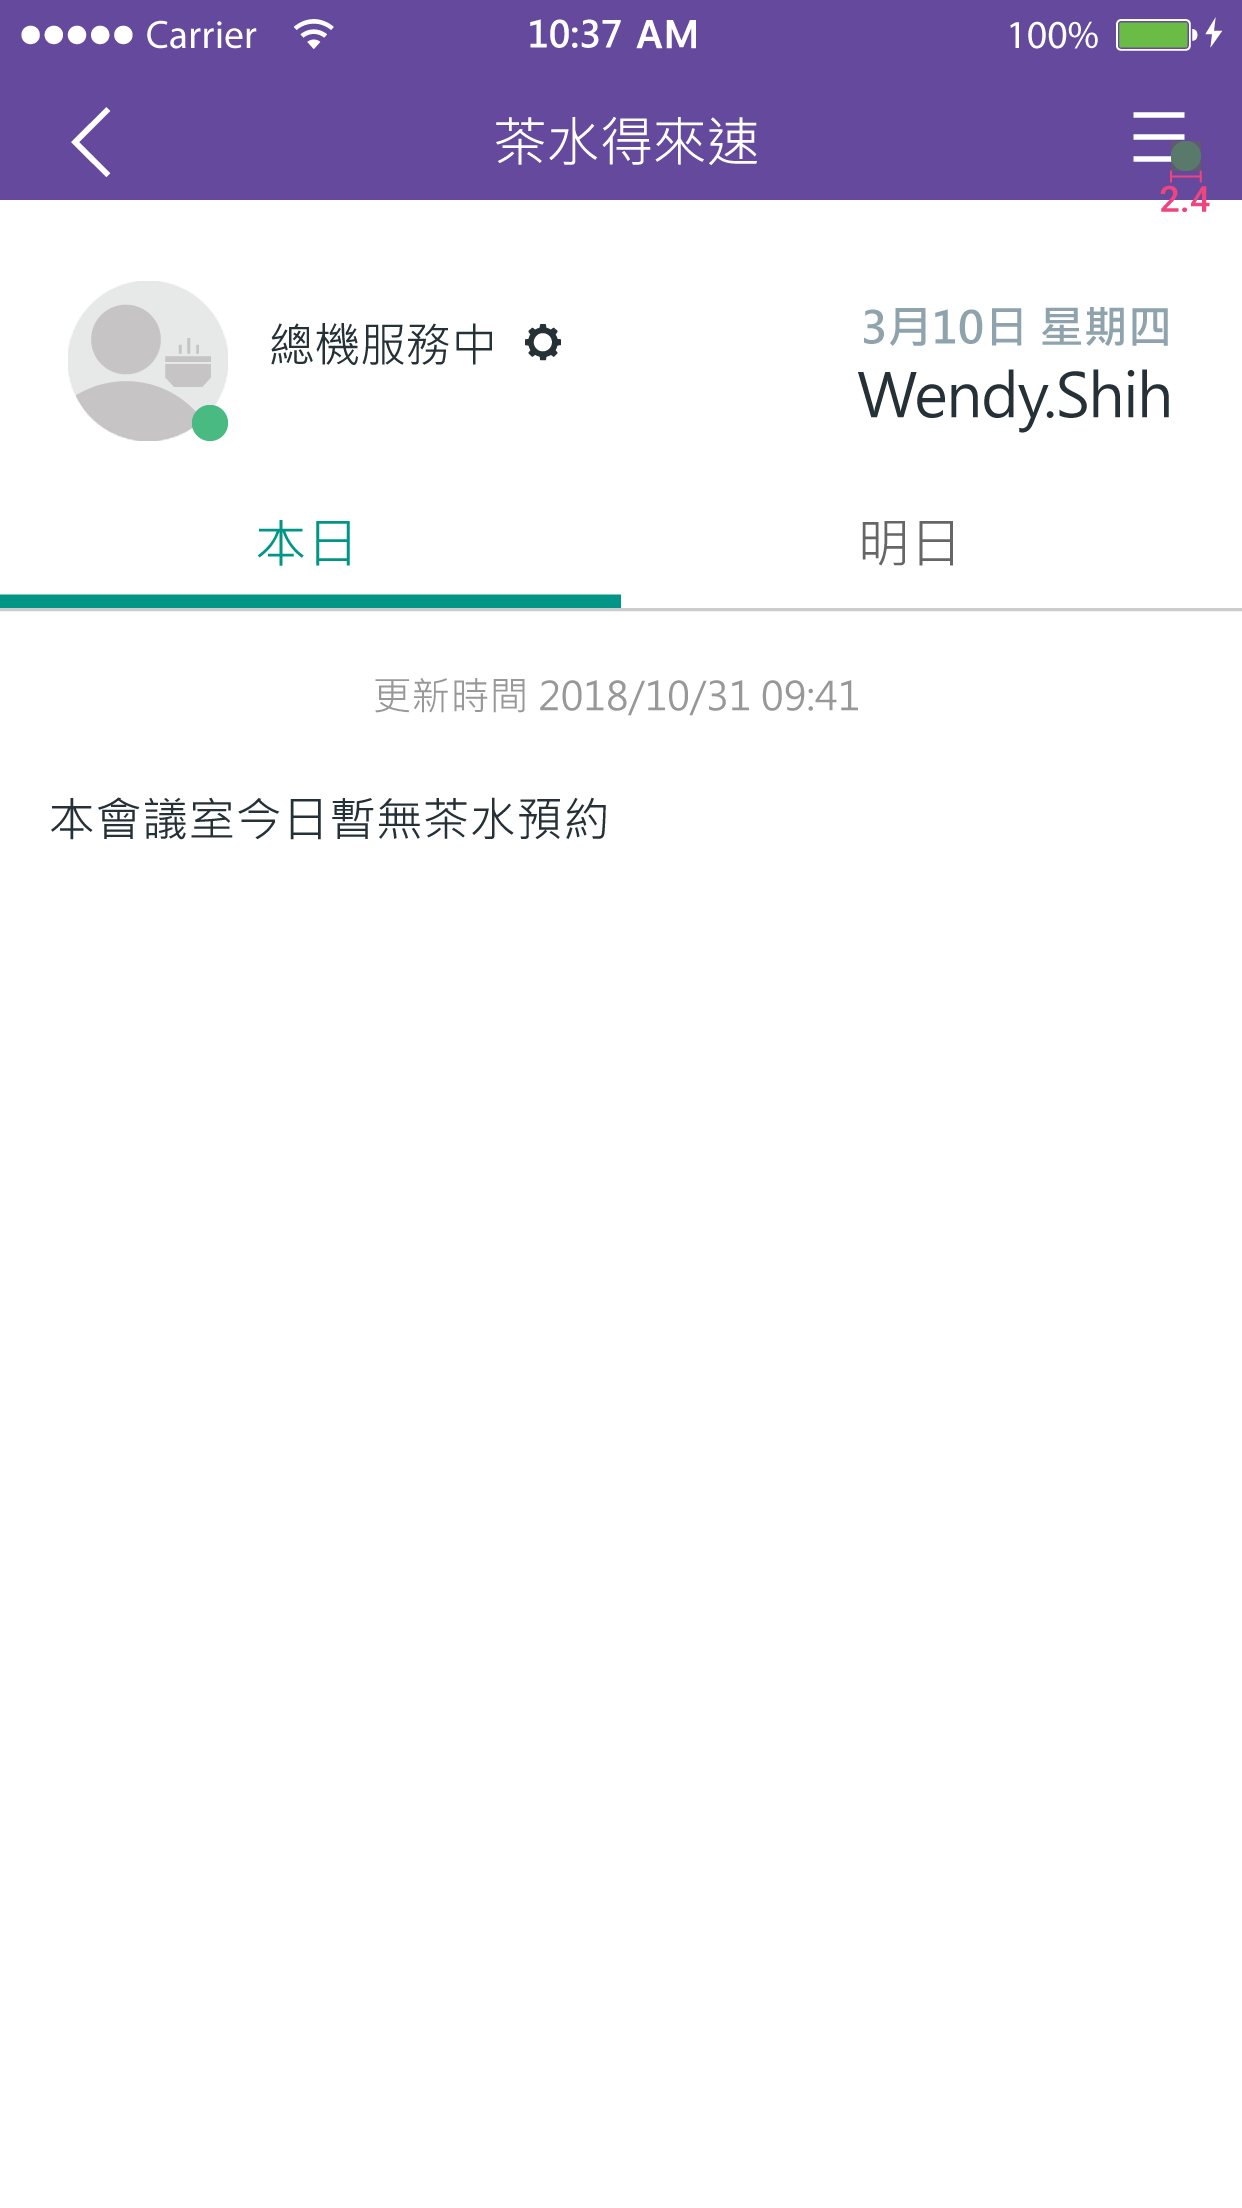 Carrier 10:37 AM 100%
茶水得來速
2.4
總機服務中
3月10日 星期四
Wendy.Shih
本日 明日
更新時間 2018/10/31 09:41
本會議室今日暫無茶水預約